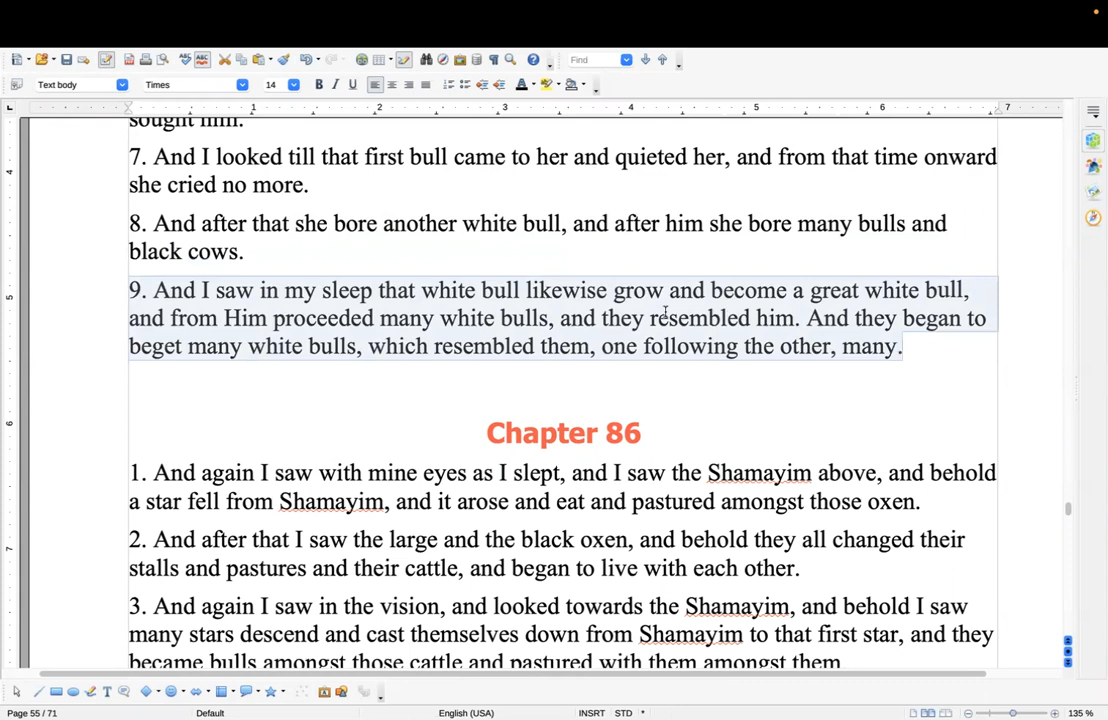 Find
Text body
Times
14
1 2 3 4 5 6 7
sought him.
7. And I looked till that first bull came to her and quieted her, and from that time onward
she cried no more.
8. And after that she bore another white bull, and after him she bore many bulls and
black cows.
9. And I saw in my sleep that white bull likewise grow and become a great white bull,
and from Him proceeded many white bulls, and they resembled him. And they began to
beget many white bulls, which resembled them, one following the other, many.
Chapter 86
1. And again I saw with mine eyes as I slept, and I saw the Shamayim above, and behold
a star fell from Shamayim, and it arose and eat and pastured amongst those oxen.
2. And after that I saw the large and the black oxen, and behold they all changed their
stalls and pastures and their cattle, and began to live with each other.
3. And again I saw in the vision, and looked towards the Shamayim, and behold I saw
many stars descend and cast themselves down from Shamayim to that first star, and they
became bulls amongst those cattle and pastured with them amongst them.
Page 55 / 71
Default
English (USA)
INSRT
STD
*
135 %